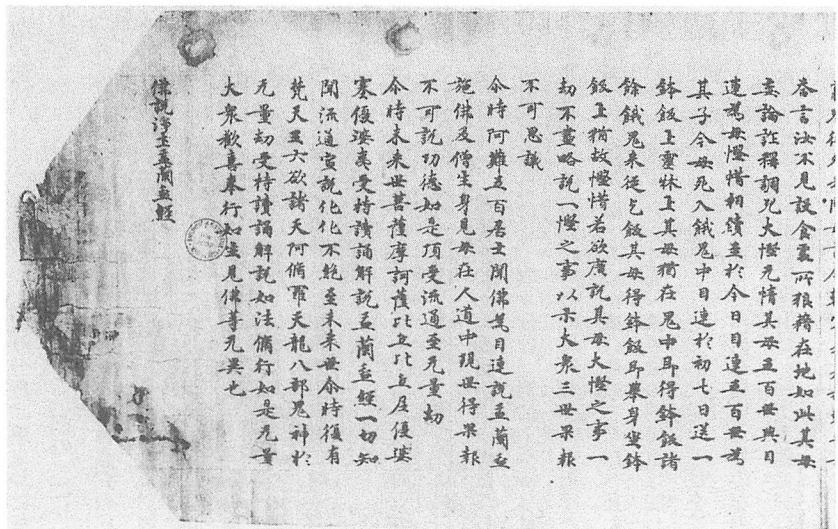 答言汝不見設食處所狼藉在地如此其母
妄論稱調兒大慳无情其母五百世與目
連為母慳惜相續至於今日目連五百世為
其子今母死入餓鬼中目連於初七日送一
鉢飯上靈牀上其母猶在鬼中即得鉢飯諸
餘餓鬼來從乞飯其母得鉢飯即舉身坐鉢
飯上猶故慳惜若欲廣說其母大慳之事一
劫不盡略說一慳之事以示大衆三世果報
不可思議
尒時阿難五百居士聞佛為目連說盂蘭盆
施佛及僧生身見母在人道中現世得果報
不可說功德如是頂受流通至无量劫
尒時未來世菩薩摩訶薩比丘比丘尼優婆
塞優婆夷受持讀誦解說盂蘭盆經一切知
聞流通宣說化化不絕至未來世尒時復有
梵天王六欲諸天阿脩羅天龍八部鬼神於
无量劫受持讀誦解說如法脩行如是无量
大衆歡喜奉行如見佛等无異也
佛說淨土盂蘭盆經